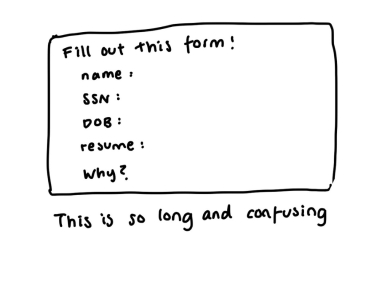 Fill out this form!
name:
SSN:
DOB:
resume:
Why?
This is so long and confusing